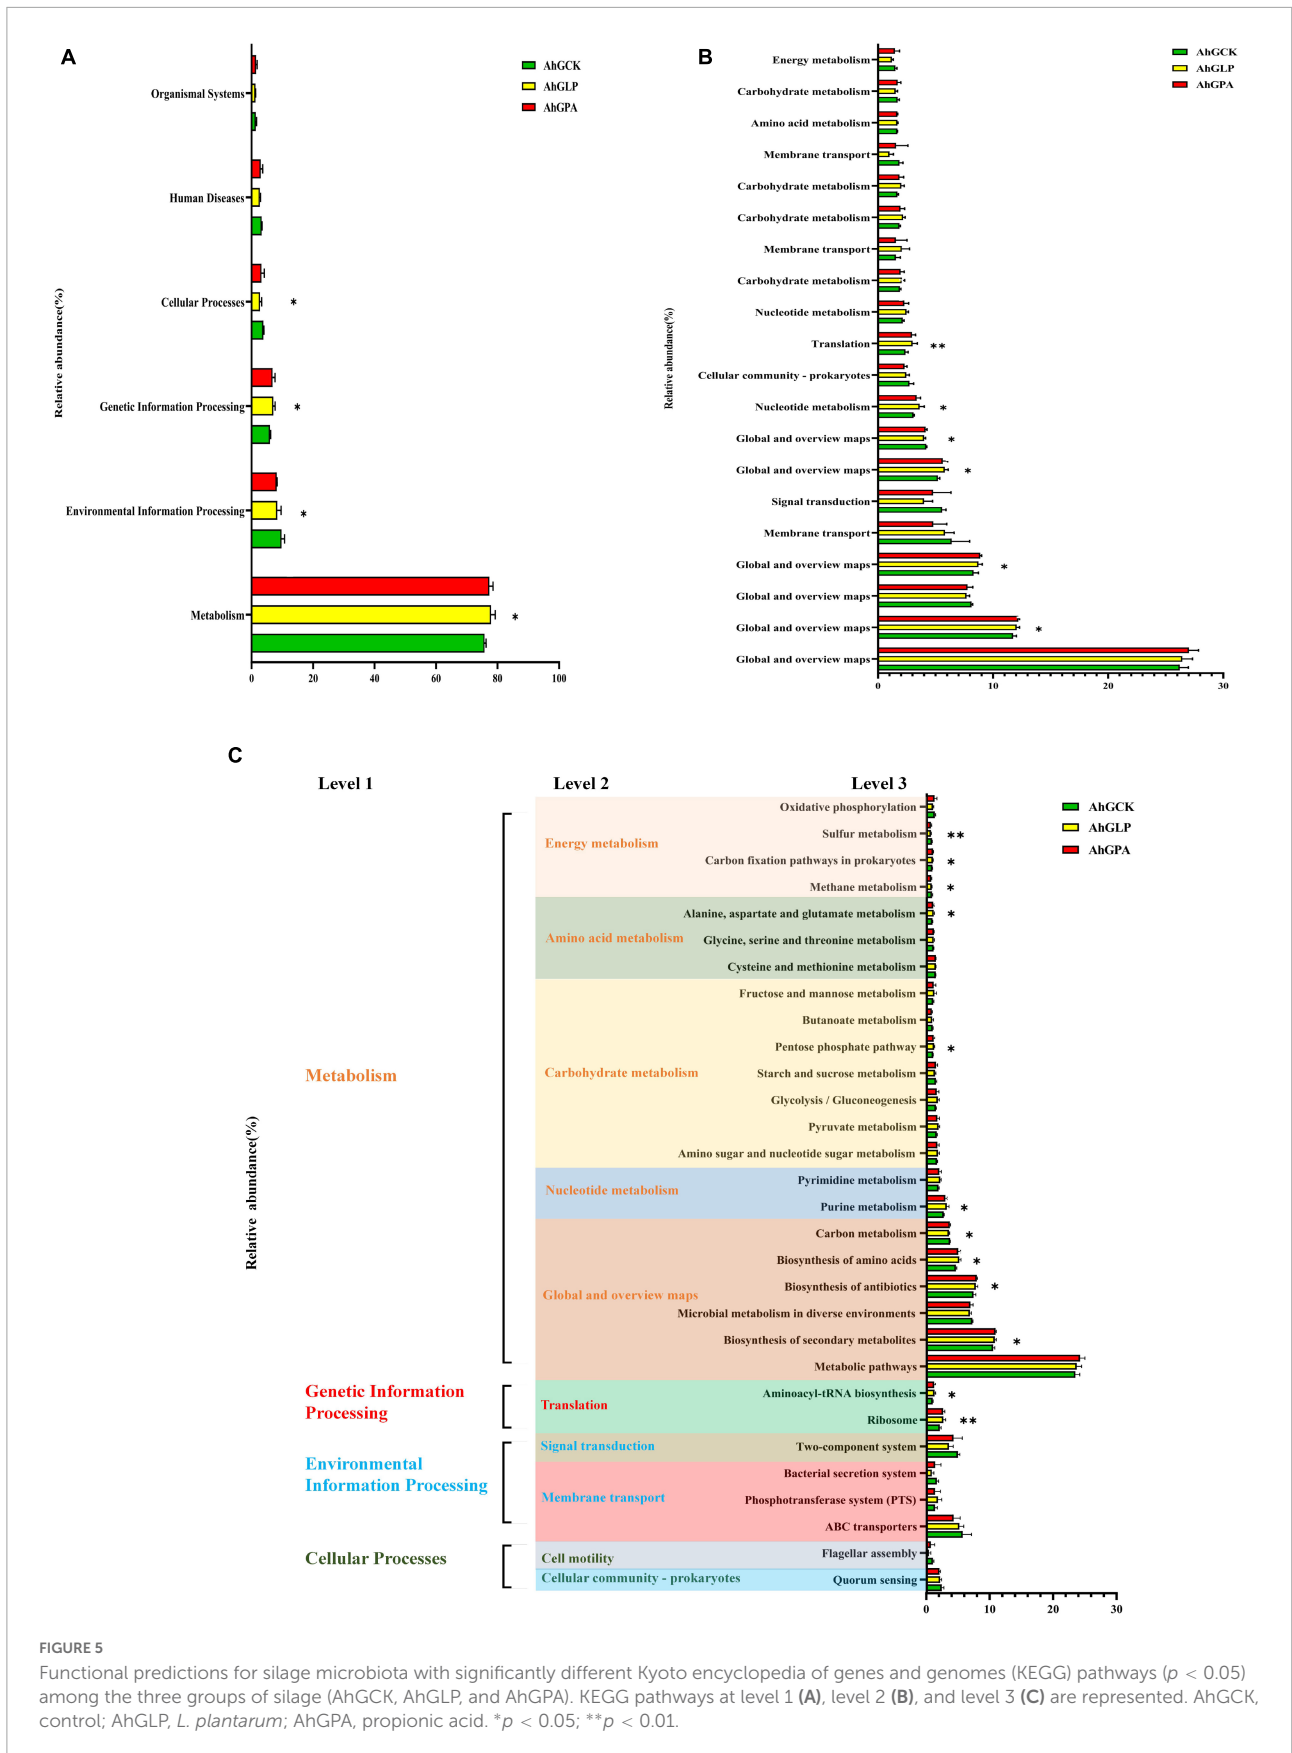 A
AhGCK
AhGLP
AhGPA
Organismal Systems
Human Diseases
Cellular Processes
*
Genetic Information Processing
*
Environmental Information Processing
*
Metabolism
*
Relative abundance(%)
0 20 40 60 80 100
B
AhGCK
AhGLP
AhGPA
Energy metabolism
Carbohydrate metabolism
Amino acid metabolism
Membrane transport
Carbohydrate metabolism
Carbohydrate metabolism
Membrane transport
Carbohydrate metabolism
Nucleotide metabolism
Translation
**
Cellular community - prokaryotes
Nucleotide metabolism
*
Global and overview maps
*
Global and overview maps
*
Signal transduction
Membrane transport
Global and overview maps
*
Global and overview maps
Global and overview maps
*
Global and overview maps
Relative abundance(%)
0 10 20 30
C
Level 1 Level 2 Level 3
AhGCK
AhGLP
AhGPA
Metabolism
Energy metabolism
Oxidative phosphorylation
Sulfur metabolism **
Carbon fixation pathways in prokaryotes *
Methane metabolism *
Amino acid metabolism
Alanine, aspartate and glutamate metabolism *
Glycine, serine and threonine metabolism
Cysteine and methionine metabolism
Carbohydrate metabolism
Fructose and mannose metabolism
Butanoate metabolism
Pentose phosphate pathway *
Starch and sucrose metabolism
Glycolysis / Gluconeogenesis
Pyruvate metabolism
Amino sugar and nucleotide sugar metabolism
Nucleotide metabolism
Pyrimidine metabolism
Purine metabolism *
Global and overview maps
Carbon metabolism *
Biosynthesis of amino acids *
Biosynthesis of antibiotics *
Microbial metabolism in diverse environments
Biosynthesis of secondary metabolites *
Metabolic pathways
Genetic Information
Processing
Translation
Aminoacyl-tRNA biosynthesis *
Ribosome **
Environmental
Information Processing
Signal transduction
Two-component system
Membrane transport
Bacterial secretion system
Phosphotransferase system (PTS)
ABC transporters
Cellular Processes
Cell motility
Flagellar assembly
Cellular community - prokaryotes
Quorum sensing
Relative abundance(%)
0 10 20 30
FIGURE 5
Functional predictions for silage microbiota with significantly different Kyoto encyclopedia of genes and genomes (KEGG) pathways (p < 0.05)
among the three groups of silage (AhGCK, AhGLP, and AhGPA). KEGG pathways at level 1 (A), level 2 (B), and level 3 (C) are represented. AhGCK,
control; AhGLP, L. plantarum; AhGPA, propionic acid. *p < 0.05; **p < 0.01.